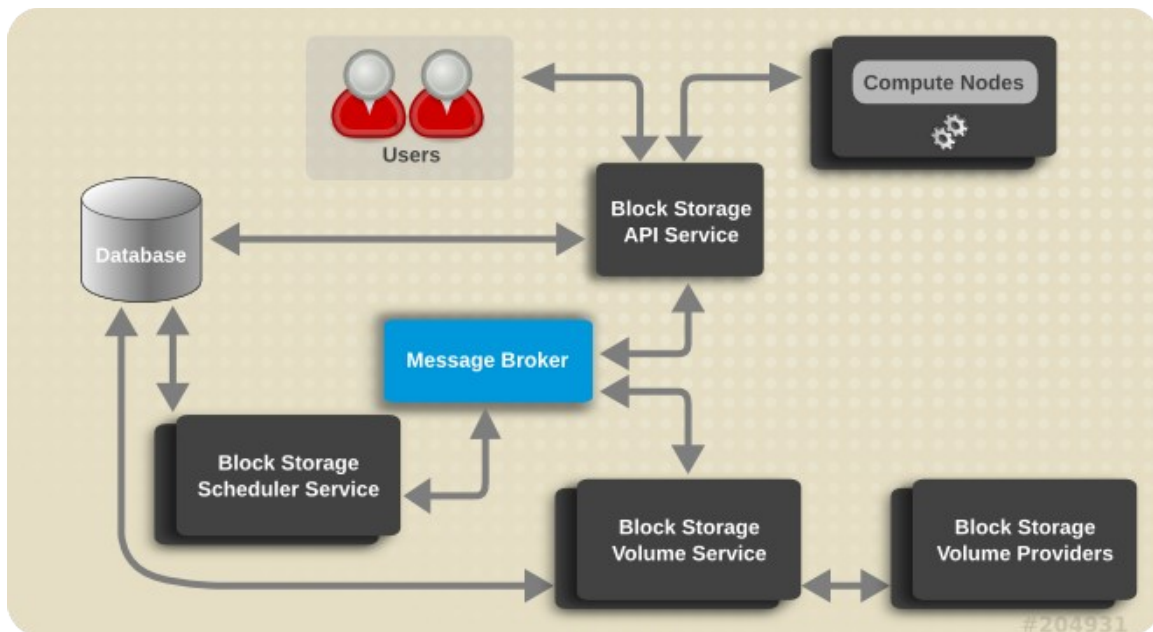 Users
Compute Nodes
Block Storage
API Service
Database
Message Broker
Block Storage
Scheduler Service
Block Storage
Volume Service
Block Storage
Volume Providers
#204931